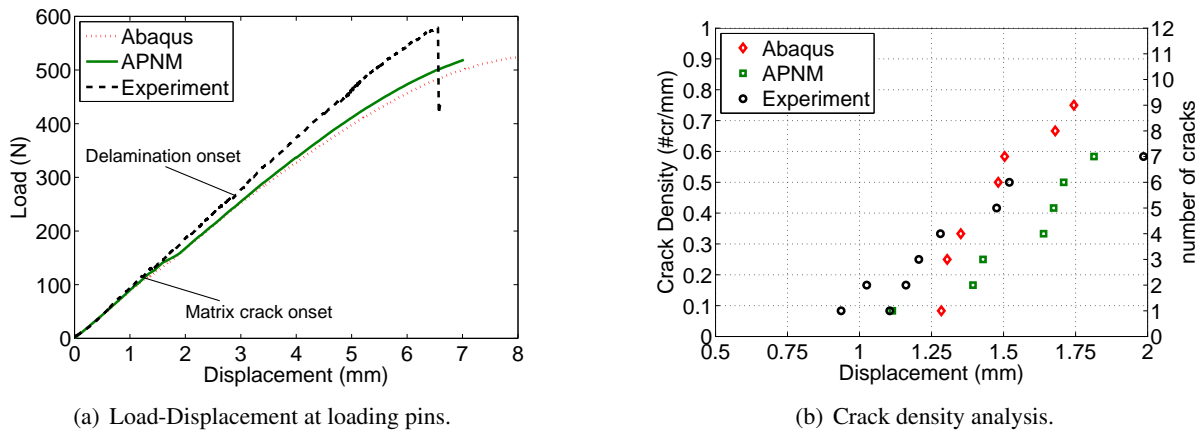 600
500
400
300
200
100
0
Load (N)
Abaqus
APNM
Experiment
Delamination onset
Matrix crack onset
0 1 2 3 4 5 6 7 8
Displacement (mm)
(a) Load-Displacement at loading pins.
1
0.9
0.8
0.7
0.6
0.5
0.4
0.3
0.2
0.1
0
Crack Density (#cr/mm)
Abaqus
APNM
Experiment
12
11
10
9
8
7
6
5
4
3
2
1
0
number of cracks
0.5 0.75 1 1.25 1.5 1.75 2
Displacement (mm)
(b) Crack density analysis.